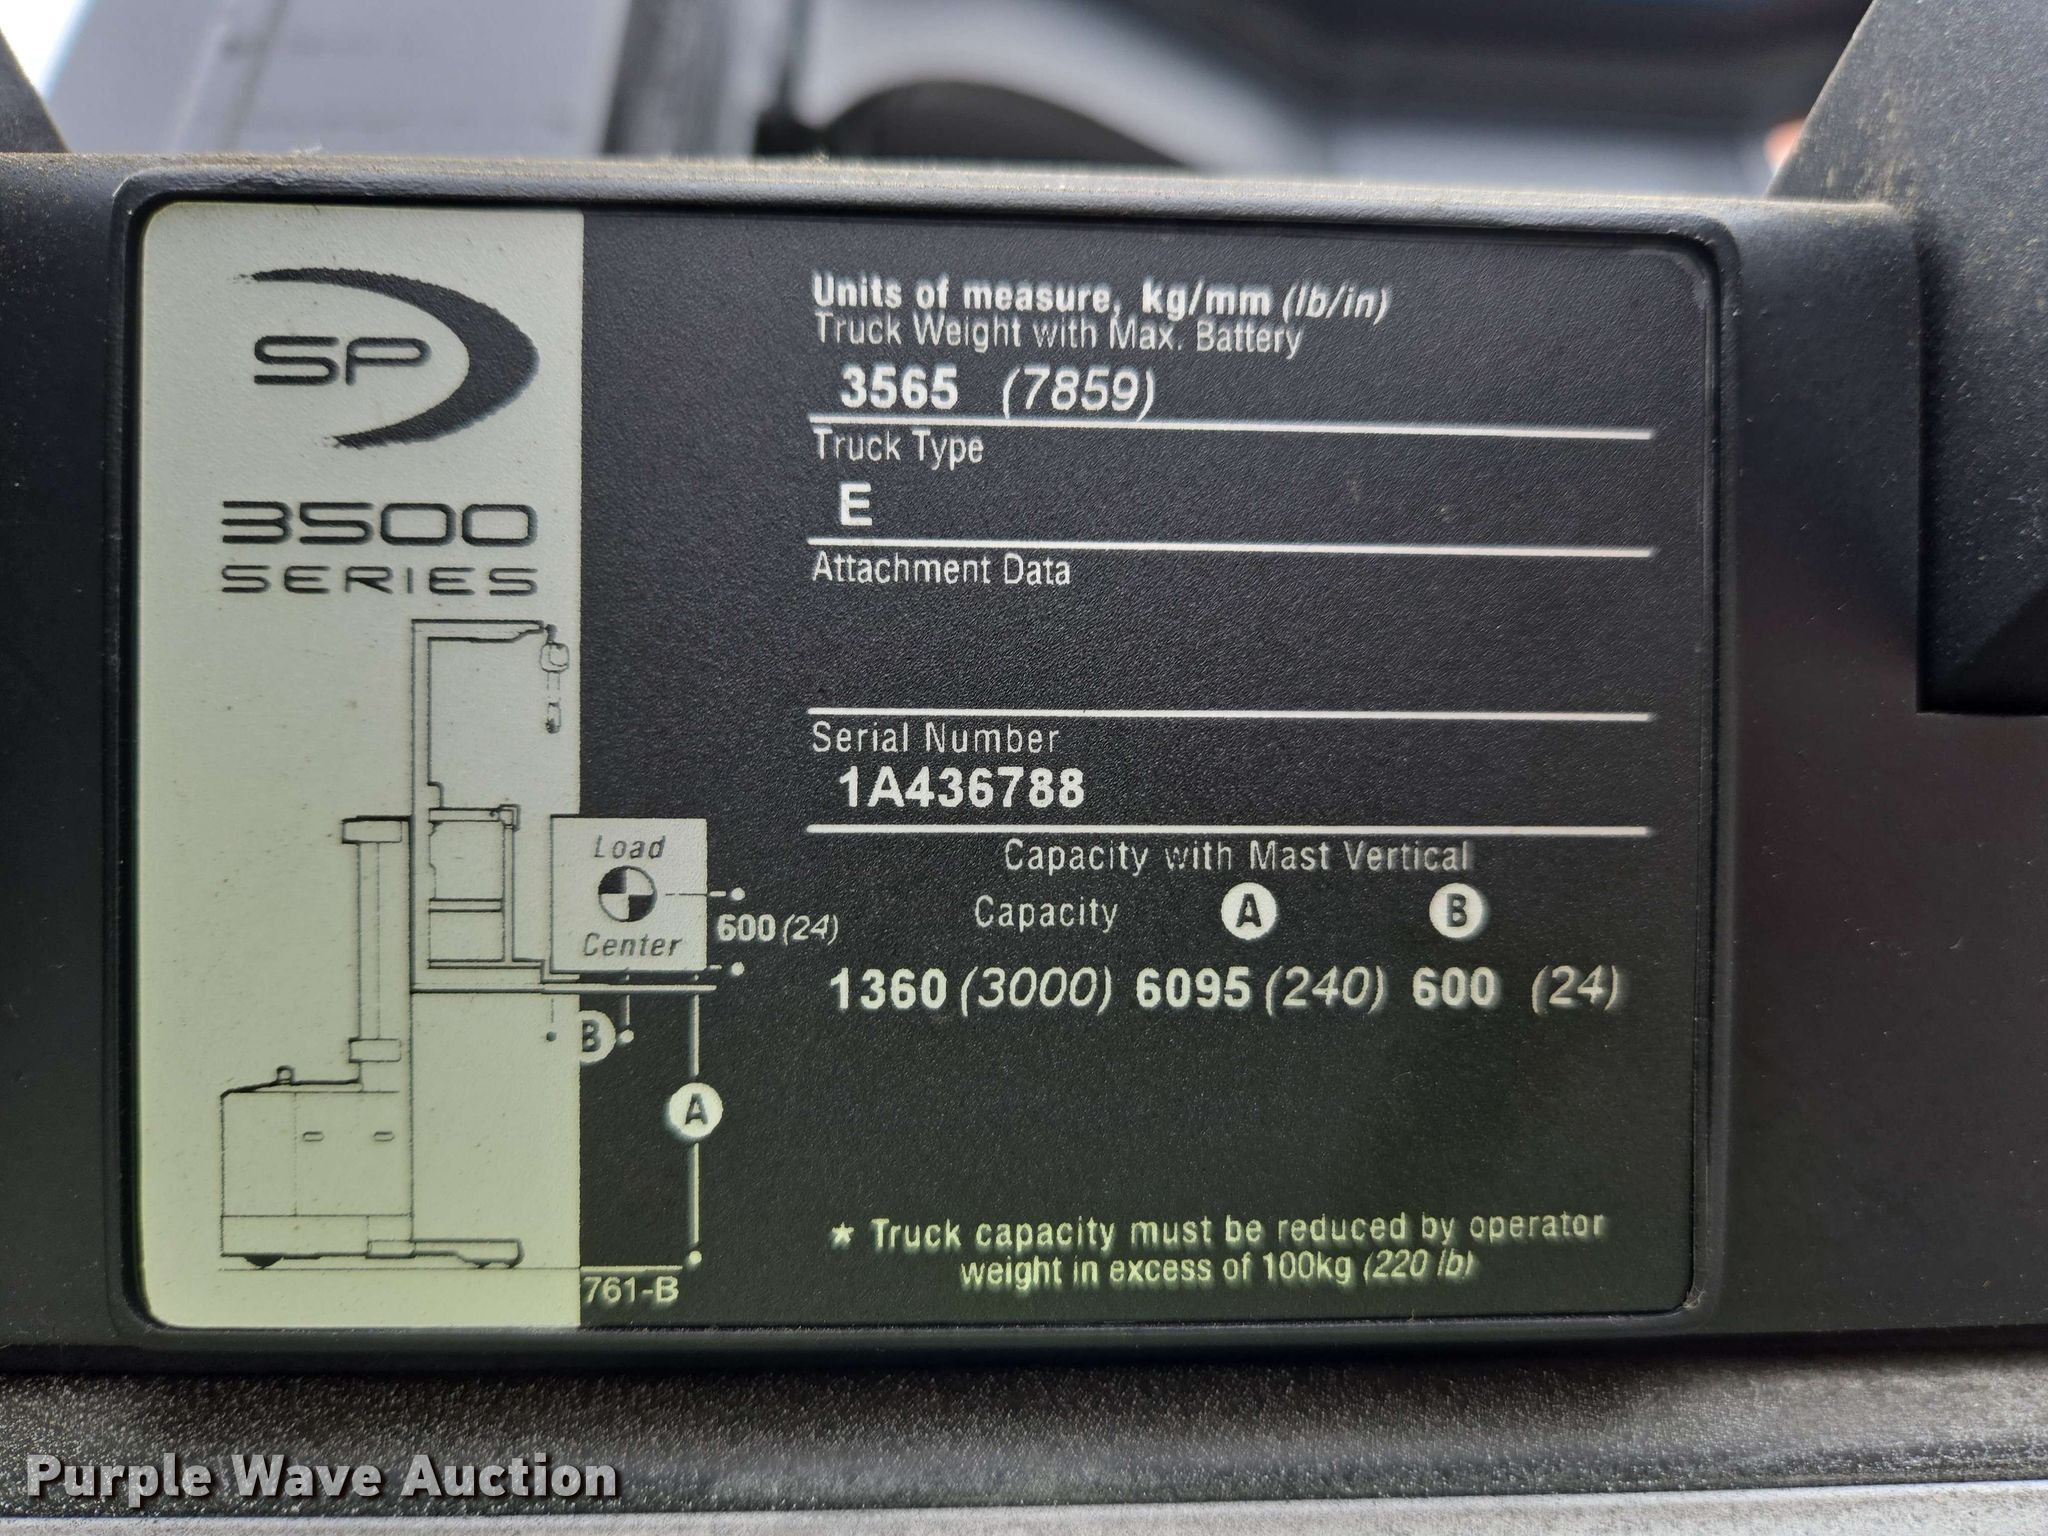 SP
3500
SERIES
Load
Center
600 (24)
B
A
761-B
Units of measure, kg/mm (lb/in)
Truck Weight with Max. Battery
3565 (7859)
Truck Type
E
Attachment Data
Serial Number
1A436788
Capacity with Mast Vertical
Capacity A B
1360 (3000) 6095 (240) 600 (24)
* Truck capacity must be reduced by operator
weight in excess of 100kg (220 lb)
Purple Wave Auction